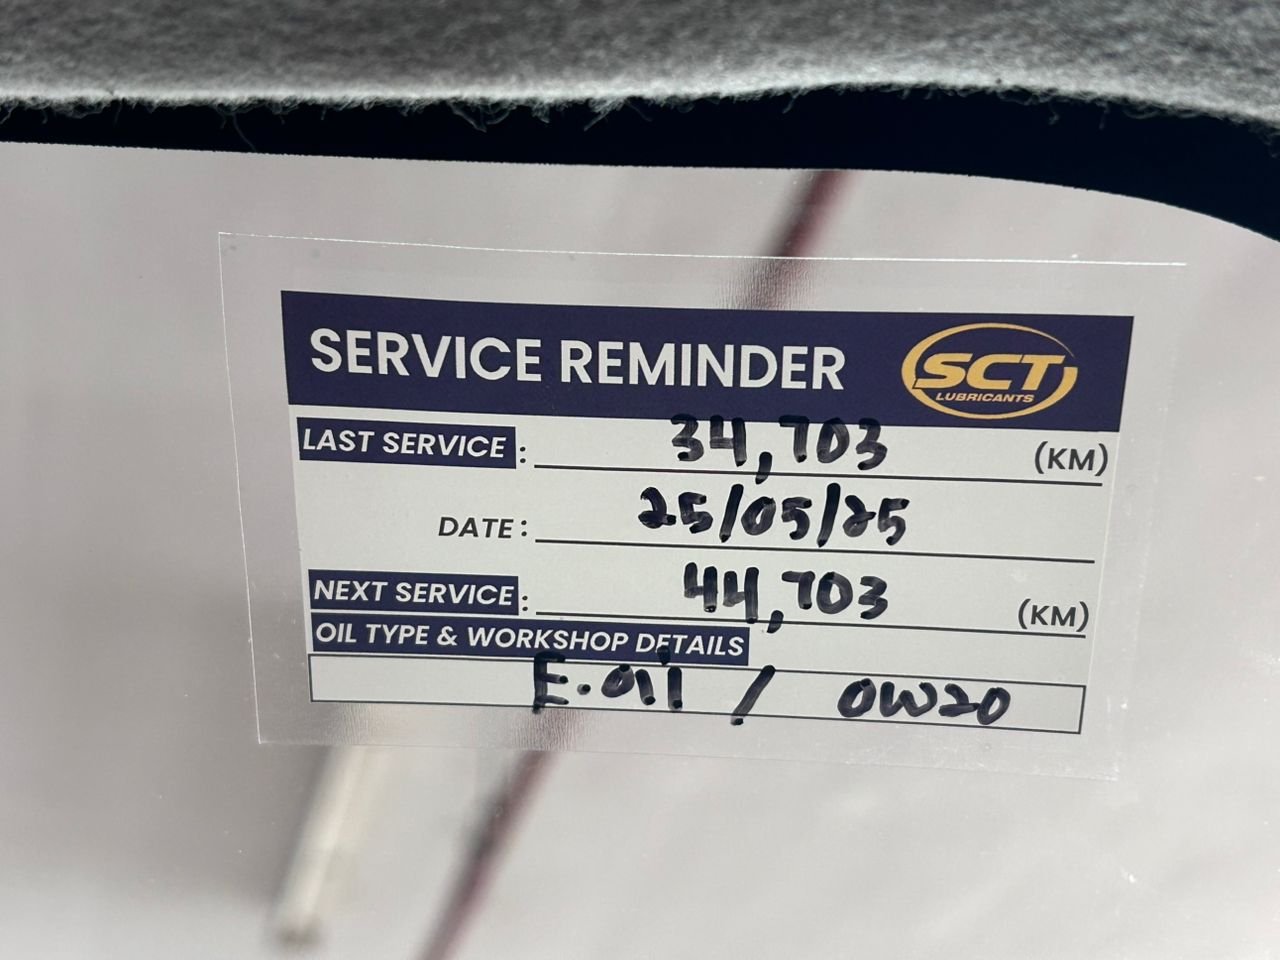 SERVICE REMINDER
SCT
LUBRICANTS
LAST SERVICE : 34,703 (KM)
DATE : 25/05/25
NEXT SERVICE : 44,703 (KM)
OIL TYPE & WORKSHOP DETAILS
E.oil / 0W20